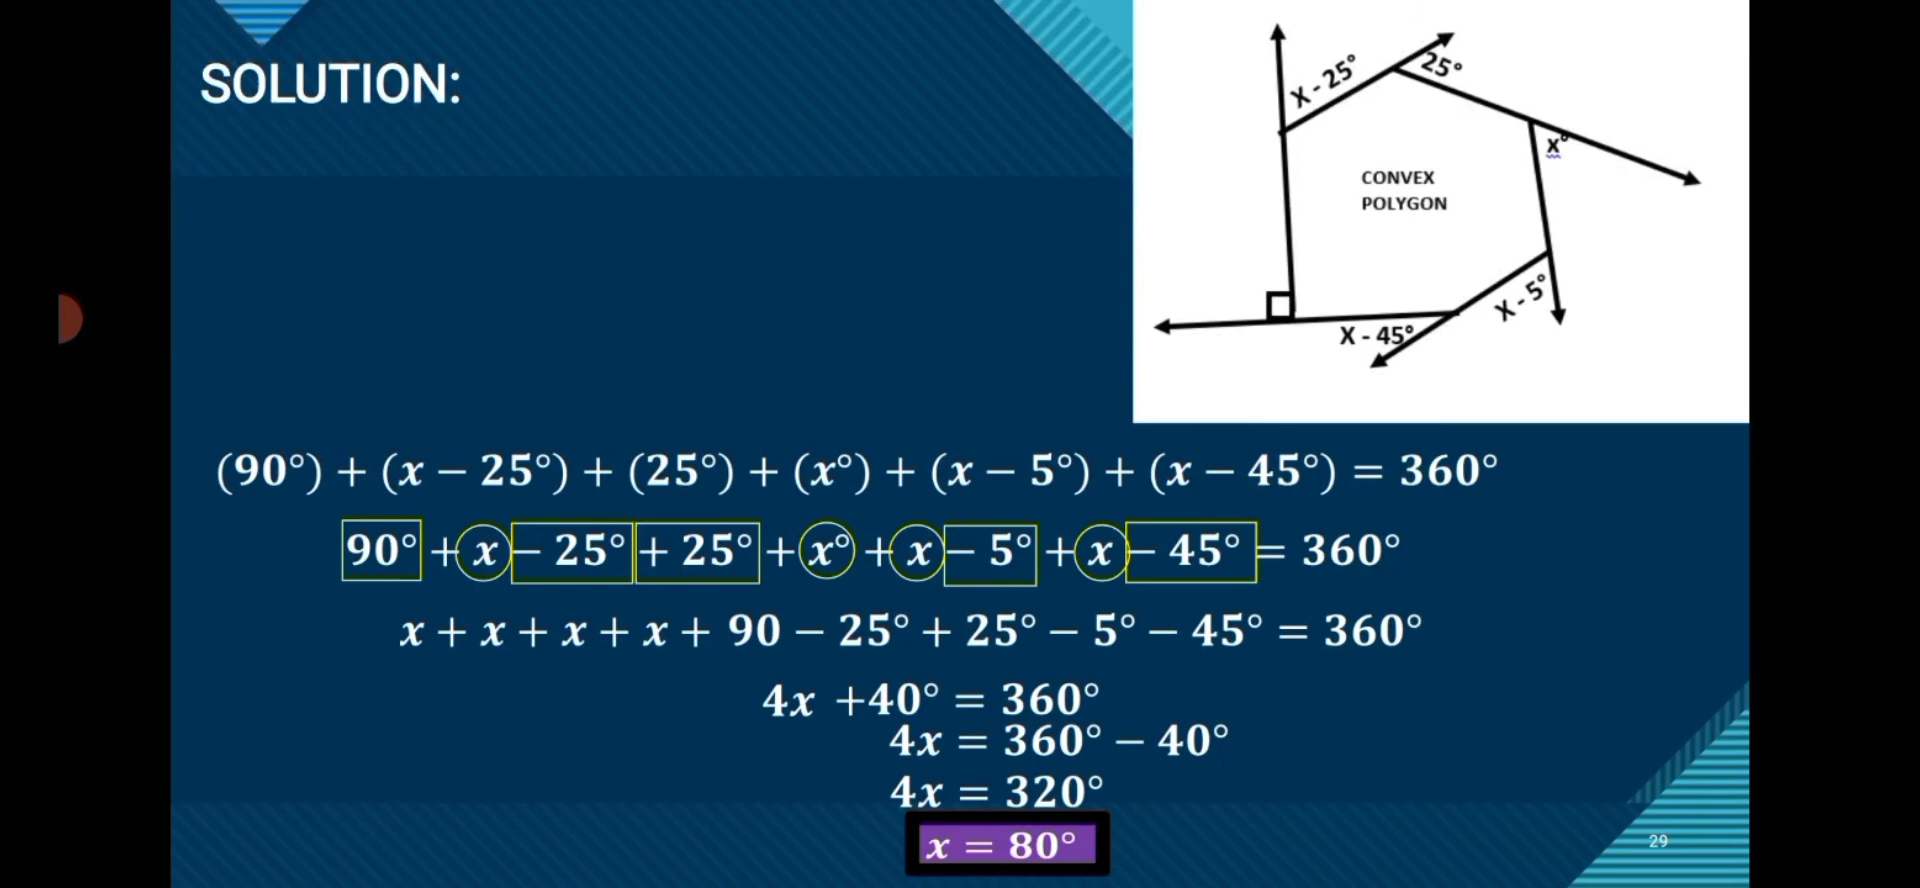 SOLUTION:
X - 25°
25°
x°
CONVEX
POLYGON
X - 5°
X - 45°
(90°) + (x − 25°) + (25°) + (x°) + (x − 5°) + (x − 45°) = 360°
90° + x − 25° + 25° + x° + x − 5° + x − 45° = 360°
x + x + x + x + 90 − 25° + 25° − 5° − 45° = 360°
4x +40° = 360°
4x = 360° − 40°
4x = 320°
x = 80°
29